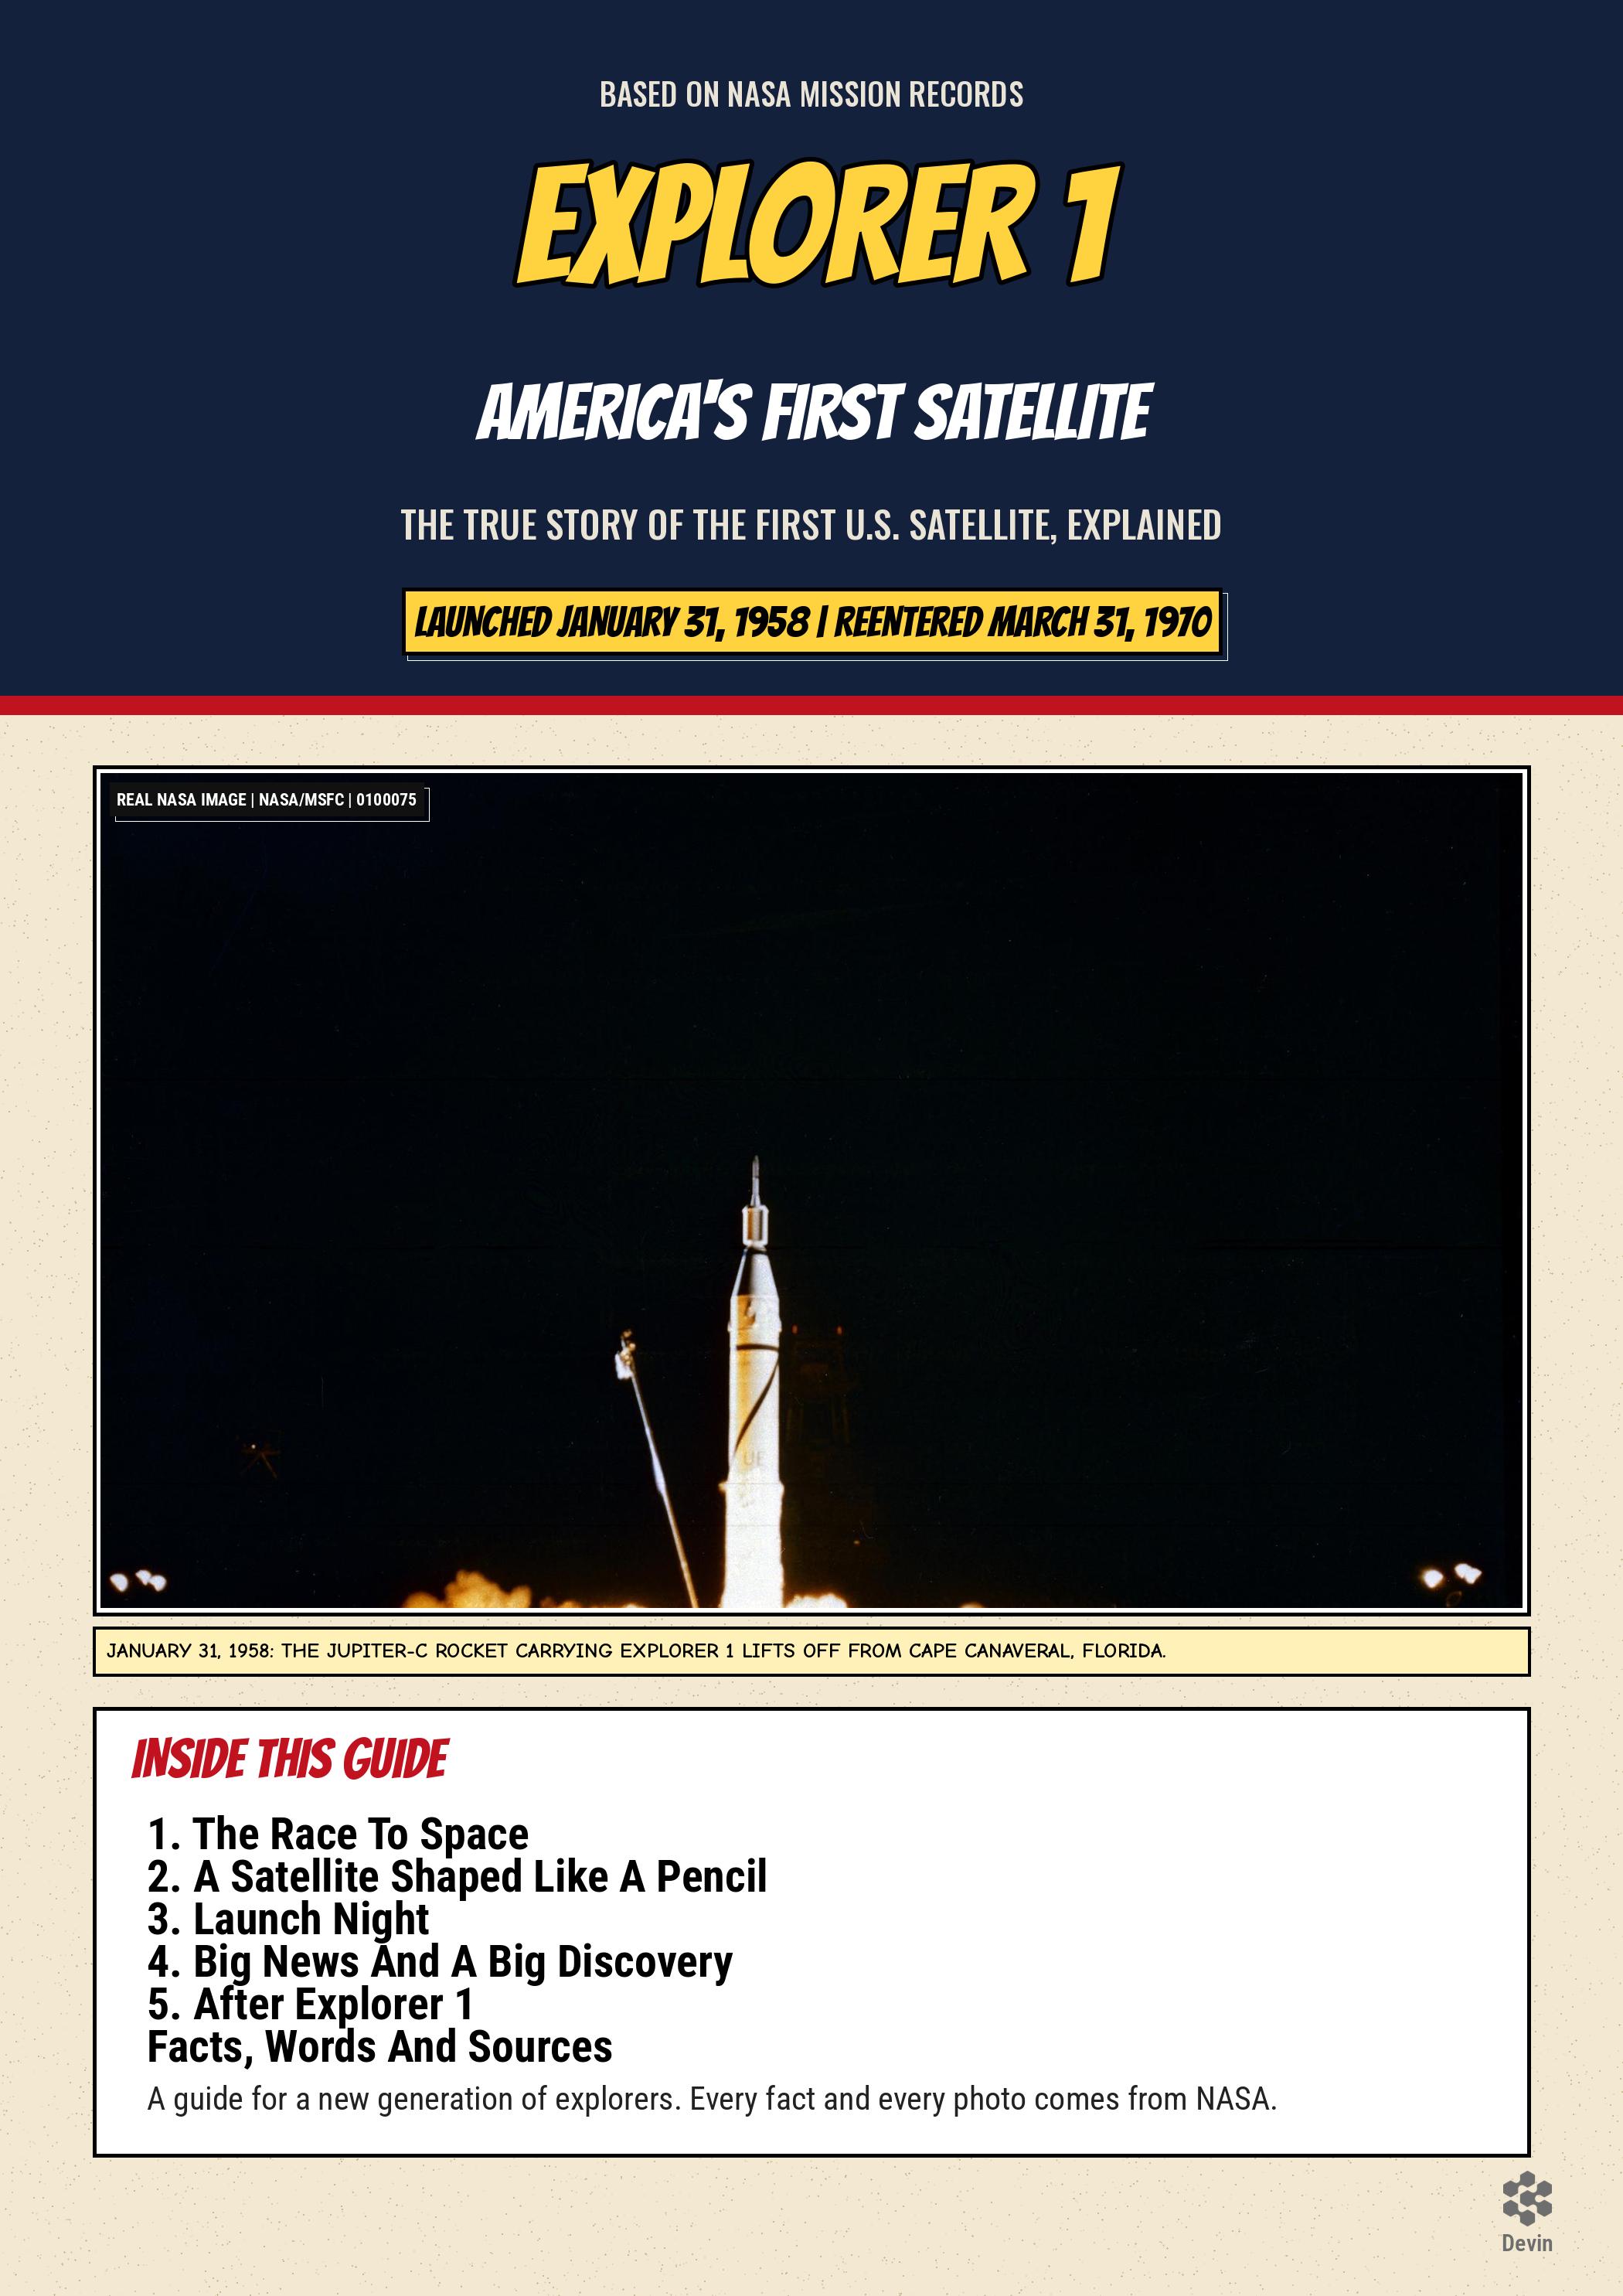 BASED ON NASA MISSION RECORDS
EXPLORER 1
AMERICA'S FIRST SATELLITE
THE TRUE STORY OF THE FIRST U.S. SATELLITE, EXPLAINED
LAUNCHED JANUARY 31, 1958 | REENTERED MARCH 31, 1970
REAL NASA IMAGE | NASA/MSFC | 0100075
UE
JANUARY 31, 1958: THE JUPITER-C ROCKET CARRYING EXPLORER 1 LIFTS OFF FROM CAPE CANAVERAL, FLORIDA.
INSIDE THIS GUIDE
1. The Race To Space
2. A Satellite Shaped Like A Pencil
3. Launch Night
4. Big News And A Big Discovery
5. After Explorer 1
Facts, Words And Sources
A guide for a new generation of explorers. Every fact and every photo comes from NASA.
Devin